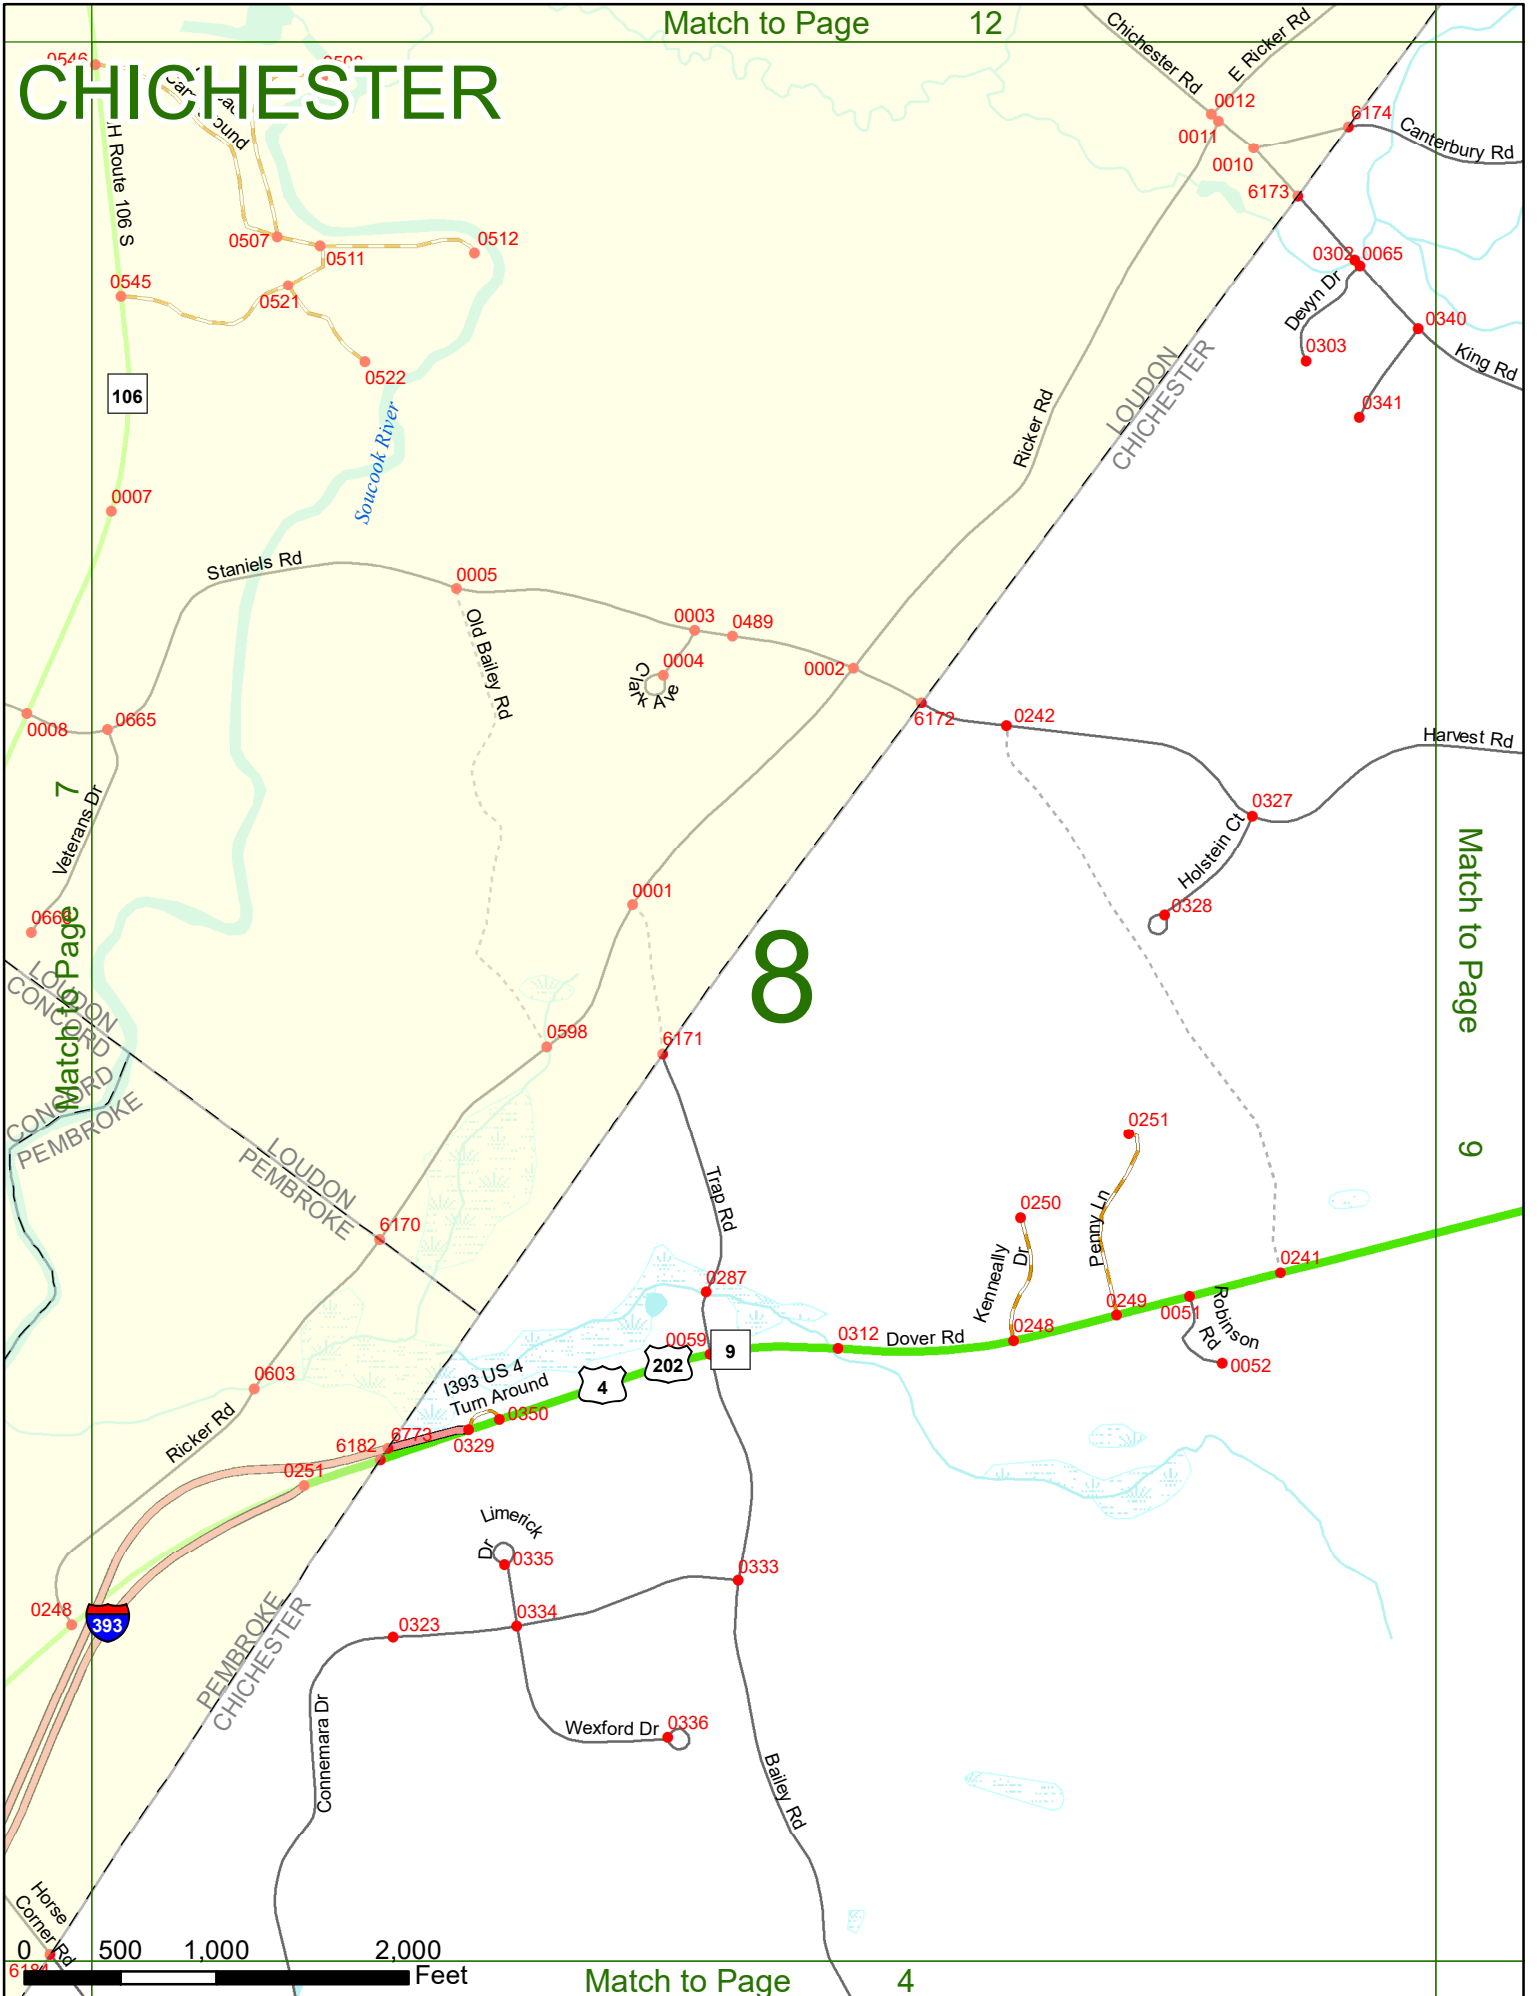 Match to Page 12
CHICHESTER
0546
Chichester Rd
E Ricker Rd
0012
0011
0010
6174
Canterbury Rd
6173
H Route 106 S
0507
0511
0512
0545
0521
0522
0302
0065
Devyn Dr
0303
0340
King Rd
0341
106
LOUDON
CHICHESTER
Ricker Rd
Soucook River
0007
Staniels Rd
0005
Old Bailey Rd
0003
0489
0004
Clark Ave
0002
6172
0242
Harvest Rd
0008
0665
Veterans Dr
0327
Holstein Ct
0328
0001
8
Match to Page 7
Match to Page 9
LOUDON
CONCORD
CONCORD
PEMBROKE
0598
6171
LOUDON
PEMBROKE
6170
Trap Rd
0251
0250
Penny Ln
Kenneally
Dr
0241
0287
0249
0051
Robinson
Rd
0052
0248
0059
9
0312
Dover Rd
202
4
I393 US 4
Turn Around
0603
Ricker Rd
0350
6773
6182
0329
0251
Limerick
Dr
0335
0333
0248
393
0323
0334
PEMBROKE
CHICHESTER
Connemara Dr
Wexford Dr
0336
Bailey Rd
Horse
Corner Rd
6184
0 500 1,000 2,000
Feet
Match to Page 4